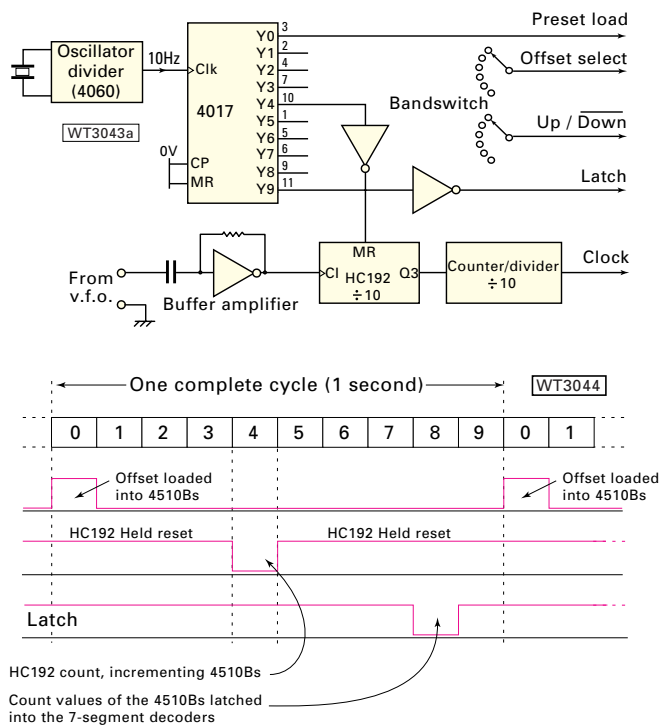 Preset load
Offset select
Bandswitch
Up / Down
Latch
Clock
Oscillator
divider
(4060)
10Hz
WT3043a
Clk
4017
0V
CP
MR
Y0 3
Y1 2
Y2 4
Y3 7
Y4 10
Y5 1
Y6 5
Y7 6
Y8 9
Y9 11
From
v.f.o.
Buffer amplifier
MR
CI
HC192
÷10
Q3
Counter/divider
÷10
One complete cycle (1 second)
WT3044
0 1 2 3 4 5 6 7 8 9 0 1
Offset loaded
into 4510Bs
Offset loaded
into 4510Bs
HC192 Held reset
HC192 Held reset
Latch
HC192 count, incrementing 4510Bs
Count values of the 4510Bs latched
into the 7-segment decoders